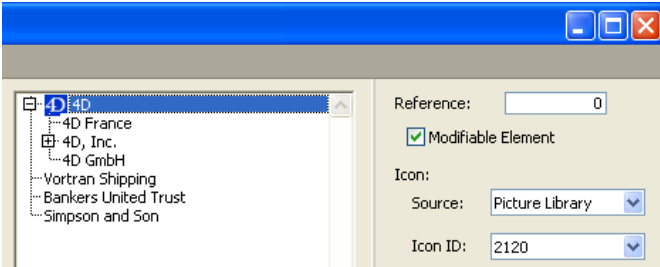 4D 4D
4D France
4D, Inc.
4D GmbH
Vortran Shipping
Bankers United Trust
Simpson and Son
Reference: 0
Modifiable Element
Icon:
Source: Picture Library
Icon ID: 2120